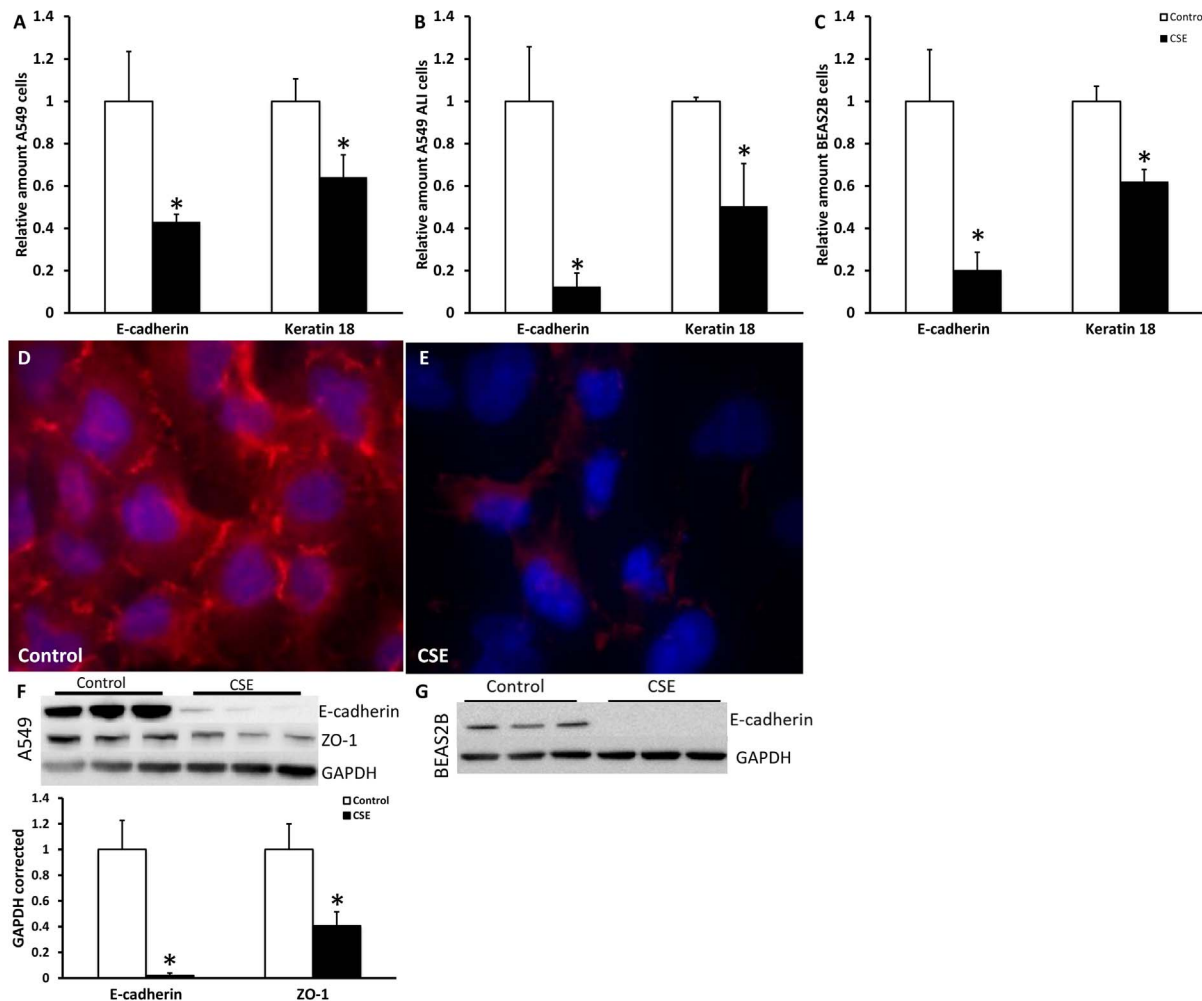 A
Relative amount A549 cells
1.4
1.2
1
0.8
0.6
0.4
0.2
0
*
*
E-cadherin Keratin 18
B
Relative amount A549 ALI cells
1.4
1.2
1
0.8
0.6
0.4
0.2
0
*
*
E-cadherin Keratin 18
C
Relative amount BEAS2B cells
1.4
1.2
1
0.8
0.6
0.4
0.2
0
*
*
E-cadherin Keratin 18
Contro
CSE
D
Control
E
CSE
F
Control CSE
A549
E-cadherin
ZO-1
GAPDH
G
Control CSE
BEAS2B
E-cadherin
GAPDH
Control
CSE
GAPDH corrected
1.4
1.2
1
0.8
0.6
0.4
0.2
0
*
*
E-cadherin ZO-1